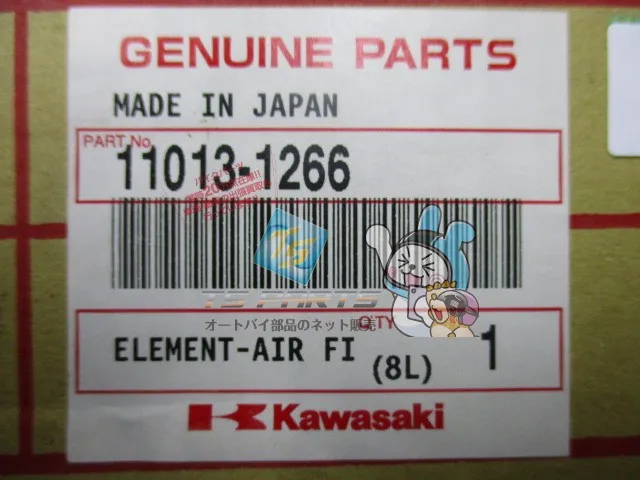 GENUINE PARTS
MADE IN JAPAN
PART No.
11013-1266
TS PARTS
オートバイ部品のネット販売
Q'TY
ELEMENT-AIR FI (8L) 1
Kawasaki